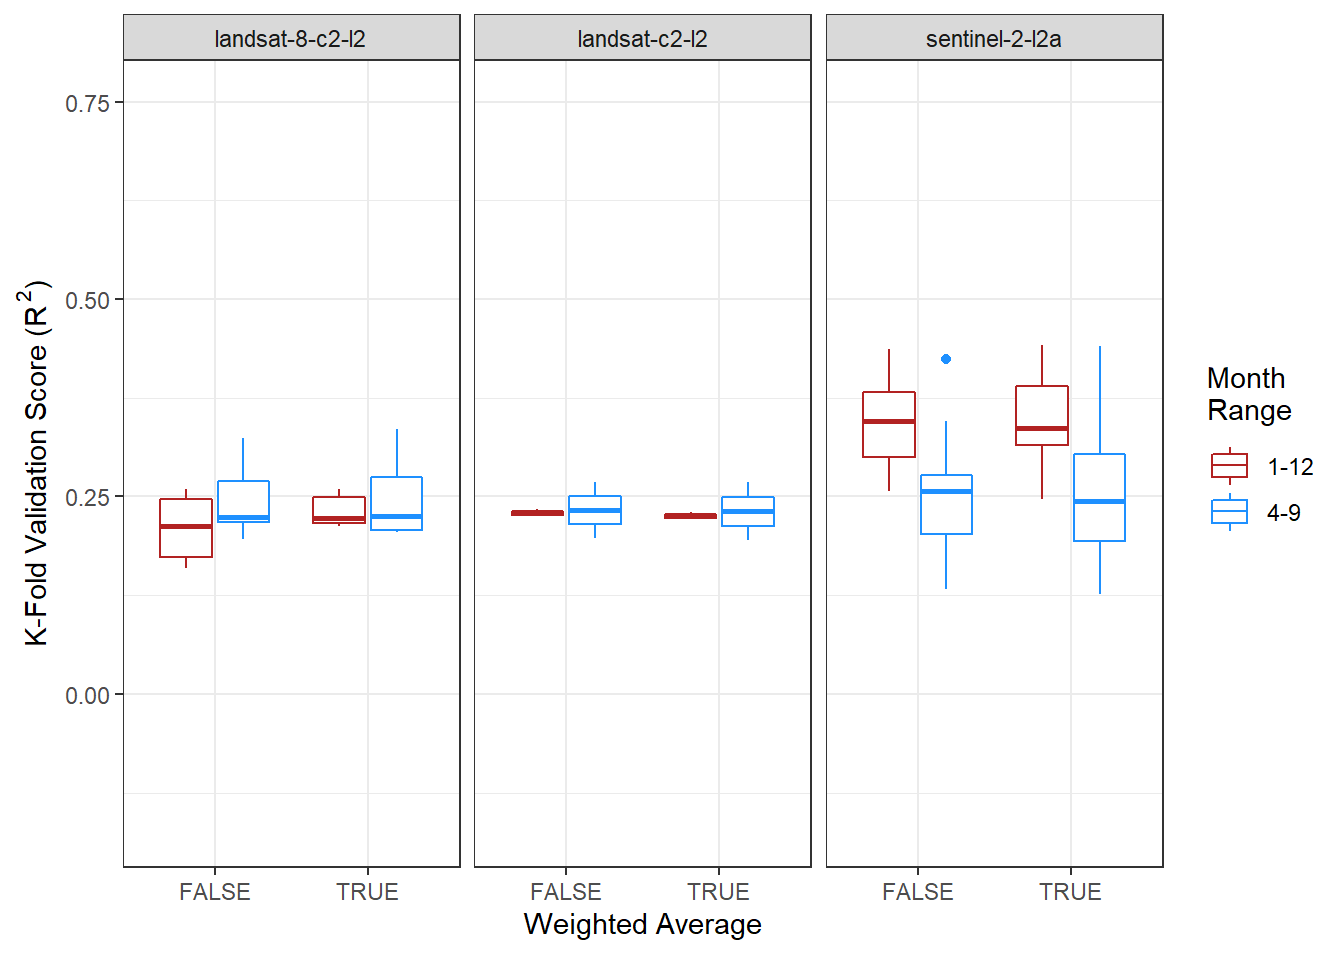 landsat-8-c2-l2
landsat-c2-l2
sentinel-2-l2a
K-Fold Validation Score (R²)
0.75
0.50
0.25
0.00
FALSE
TRUE
FALSE
TRUE
FALSE
TRUE
Weighted Average
Month
Range
1-12
4-9